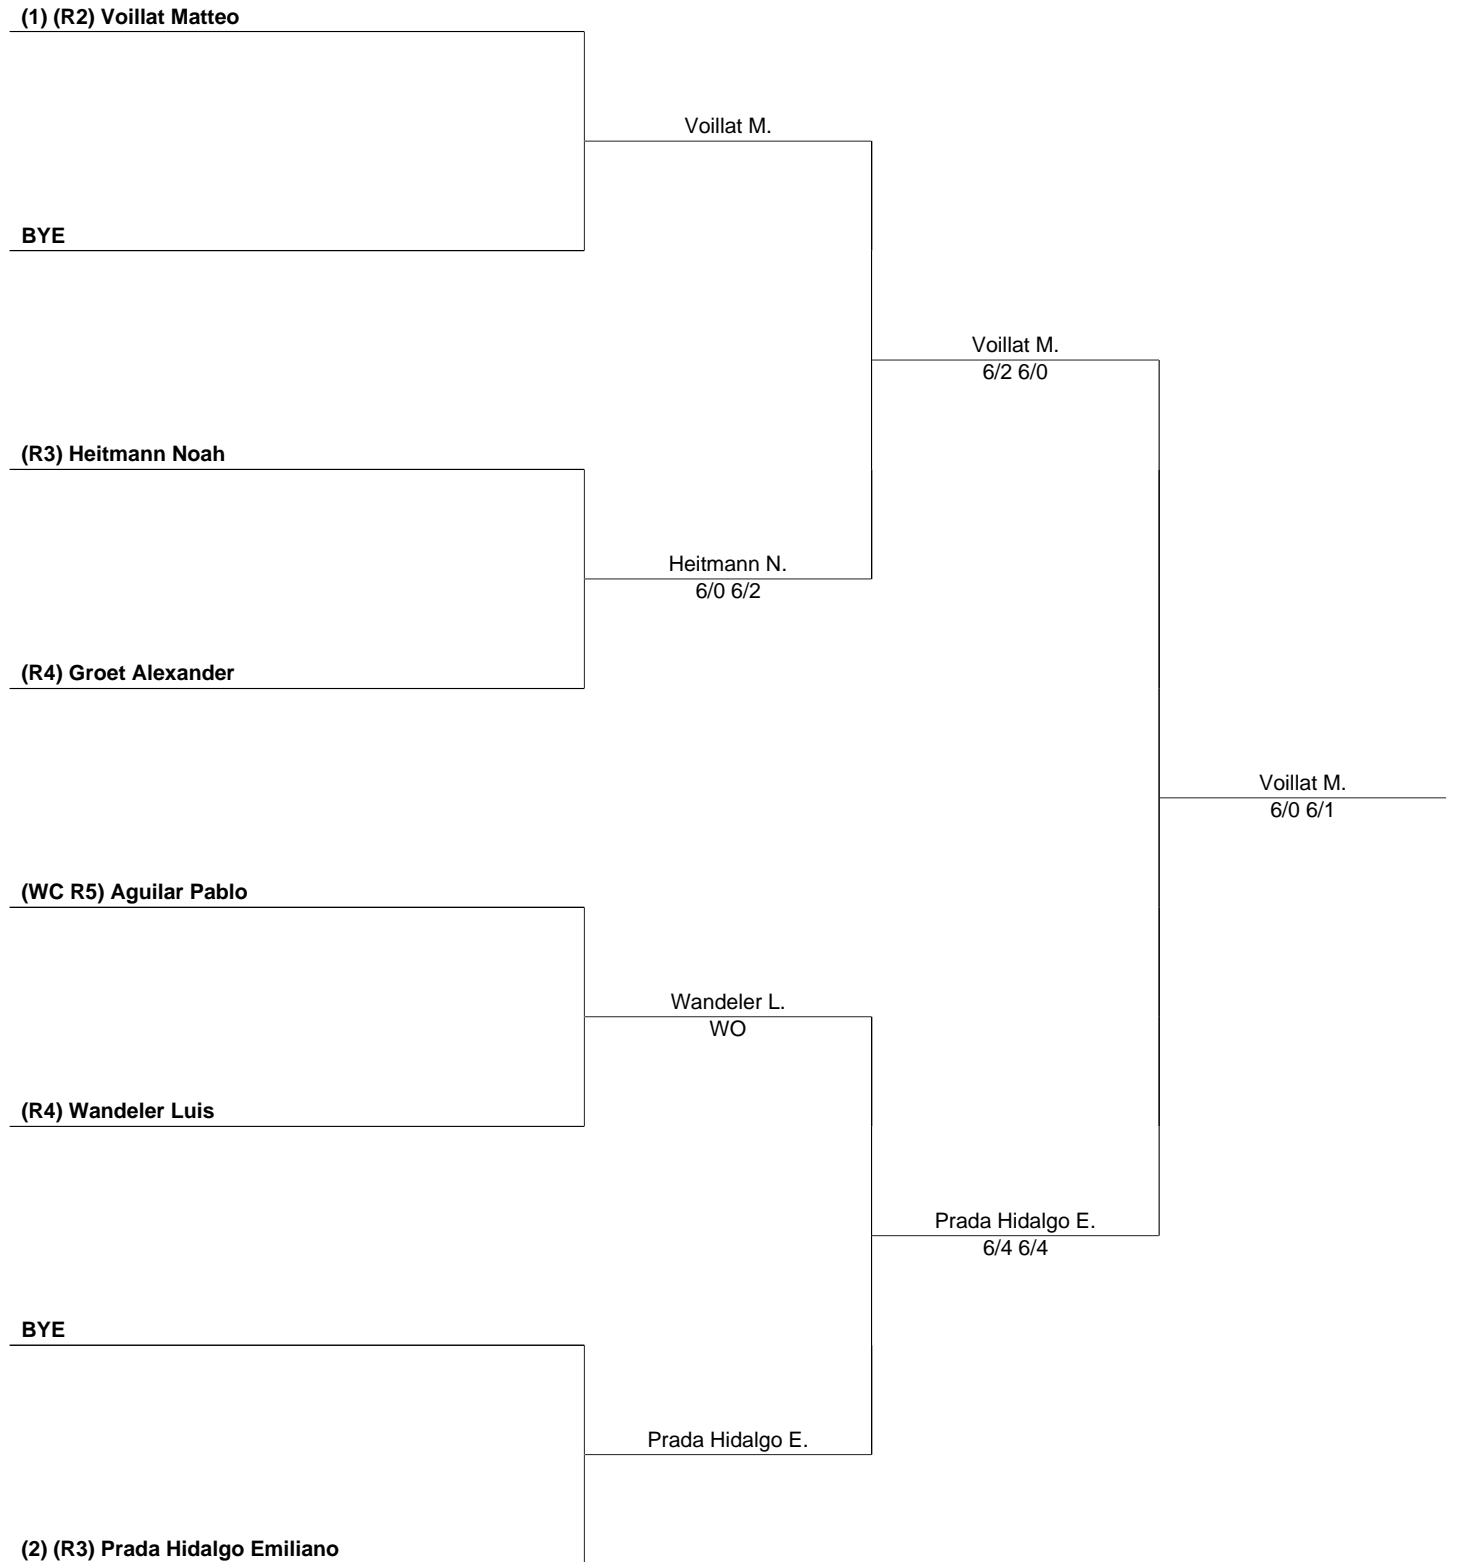 (1) (R2) Voillat Matteo
Voillat M.
BYE
Voillat M.
6/2 6/0
(R3) Heitmann Noah
Heitmann N.
6/0 6/2
(R4) Groet Alexander
Voillat M.
6/0 6/1
(WC R5) Aguilar Pablo
Wandeler L.
WO
(R4) Wandeler Luis
Prada Hidalgo E.
6/4 6/4
BYE
Prada Hidalgo E.
(2) (R3) Prada Hidalgo Emiliano